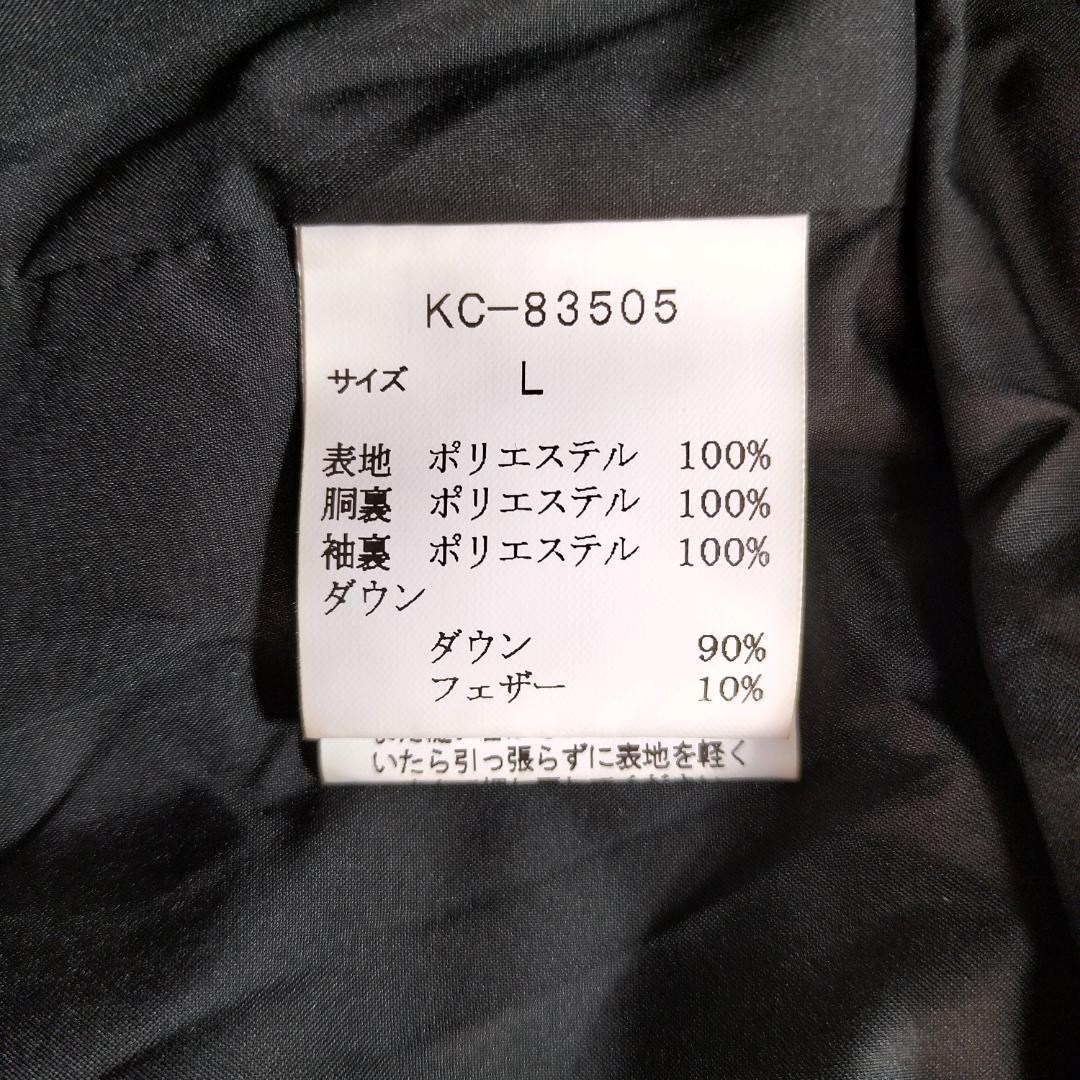 KC-83505
サイズ L
表地 ポリエステル 100%
胴裏 ポリエステル 100%
袖裏 ポリエステル 100%
ダウン
ダウン 90%
フェザー 10%
いたら引っ張らずに表地を軽く